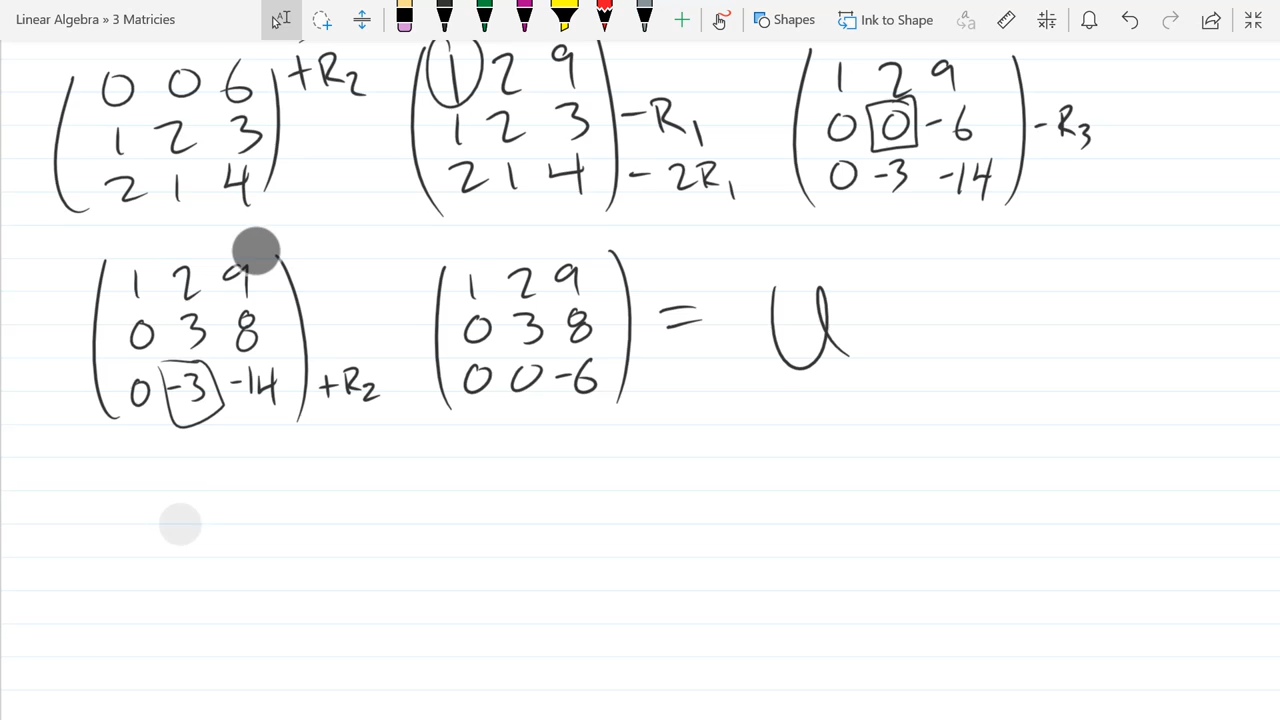 Linear Algebra » 3 Matricies
Shapes
Ink to Shape
0 0 6 +R2
1 2 3
2 1 4
1 2 9
1 2 3 -R1
2 1 4 - 2R1
1 2 9
0 0 -6 -R3
0 -3 -14
1 2 9
0 3 8
0 -3 -14 +R2
1 2 9
0 3 8 = U
0 0 -6